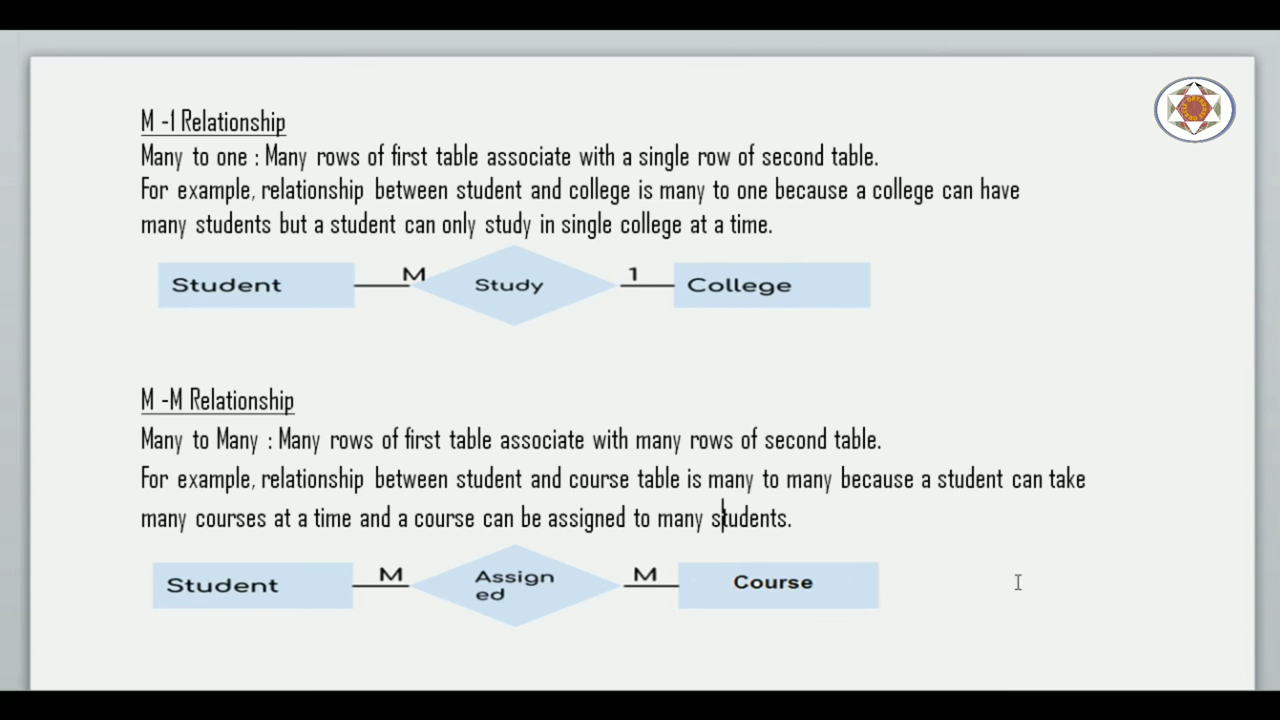 M -1 Relationship
Many to one : Many rows of first table associate with a single row of second table.
For example, relationship between student and college is many to one because a college can have
many students but a student can only study in single college at a time.
Student M Study 1 College
M -M Relationship
Many to Many : Many rows of first table associate with many rows of second table.
For example, relationship between student and course table is many to many because a student can take
many courses at a time and a course can be assigned to many students.
Student M Assign
ed M Course